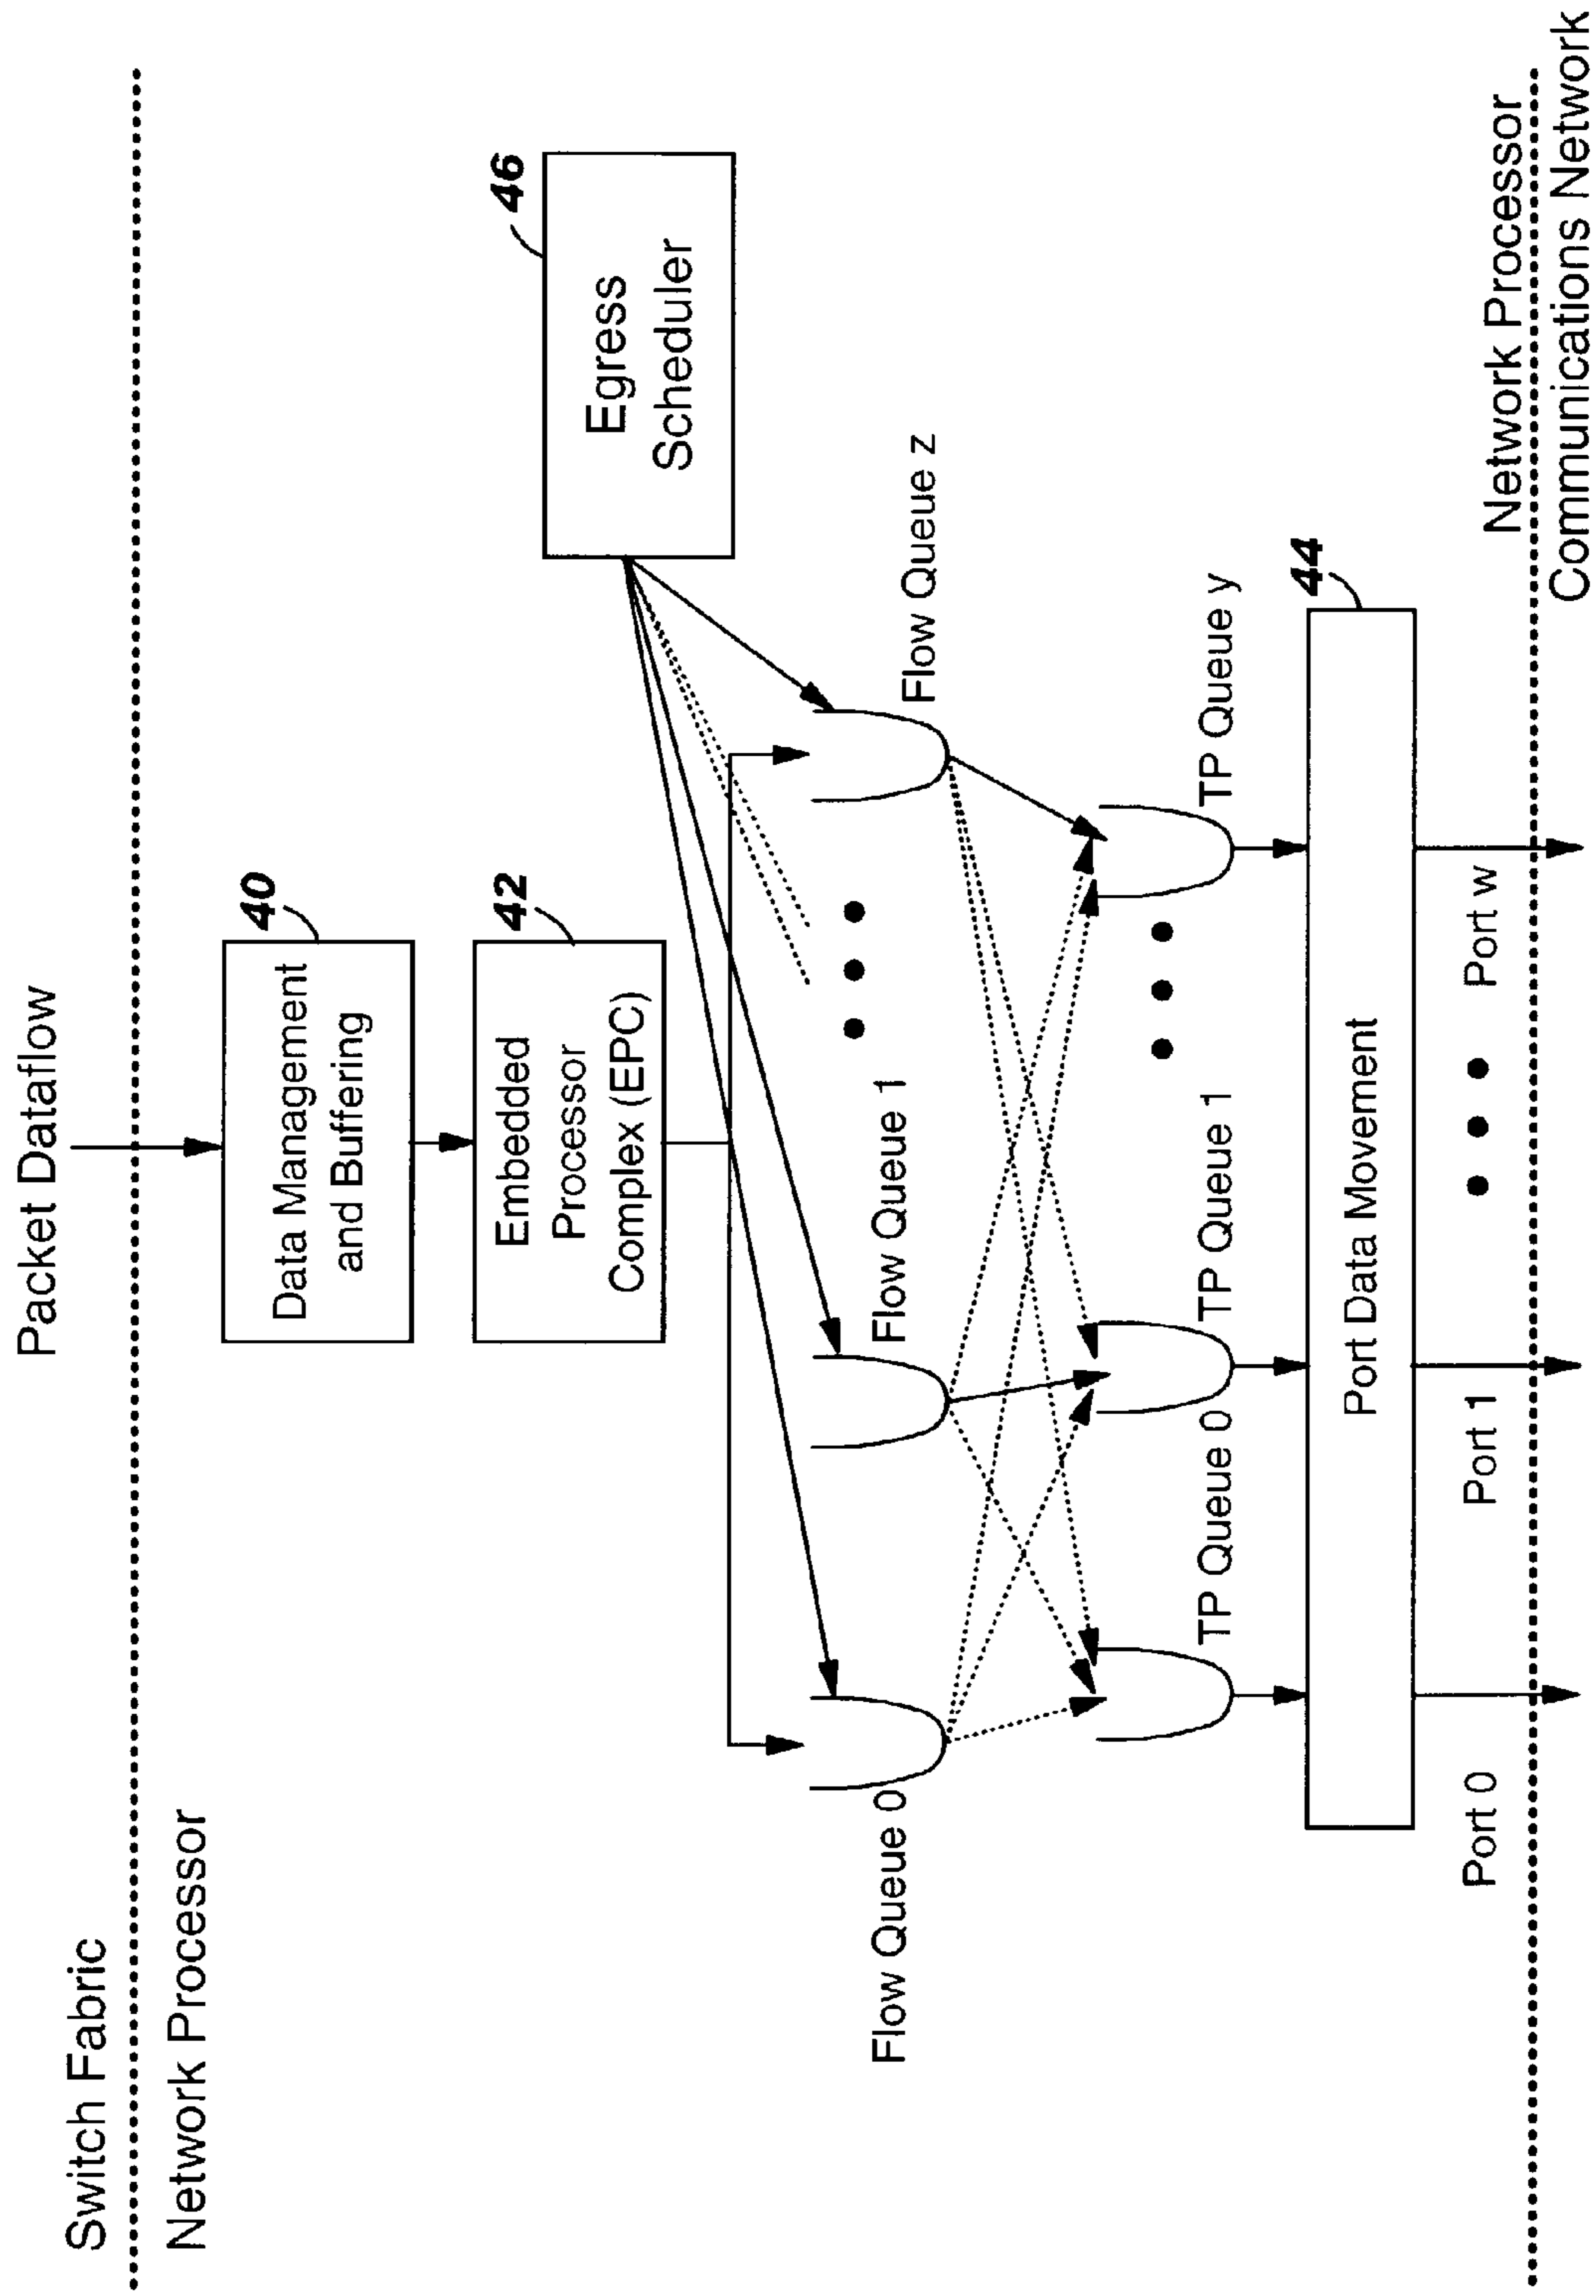 Packet Dataflow
Switch Fabric
Network Processor
40
Data Management
and Buffering
42
Embedded
Processor
Complex (EPC)
46
Egress
Scheduler
Flow Queue 0
Flow Queue 1
Flow Queue z
TP Queue 0
TP Queue 1
TP Queue y
44
Port Data Movement
Port 0
Port 1
Port w
Network Processor
Communications Network